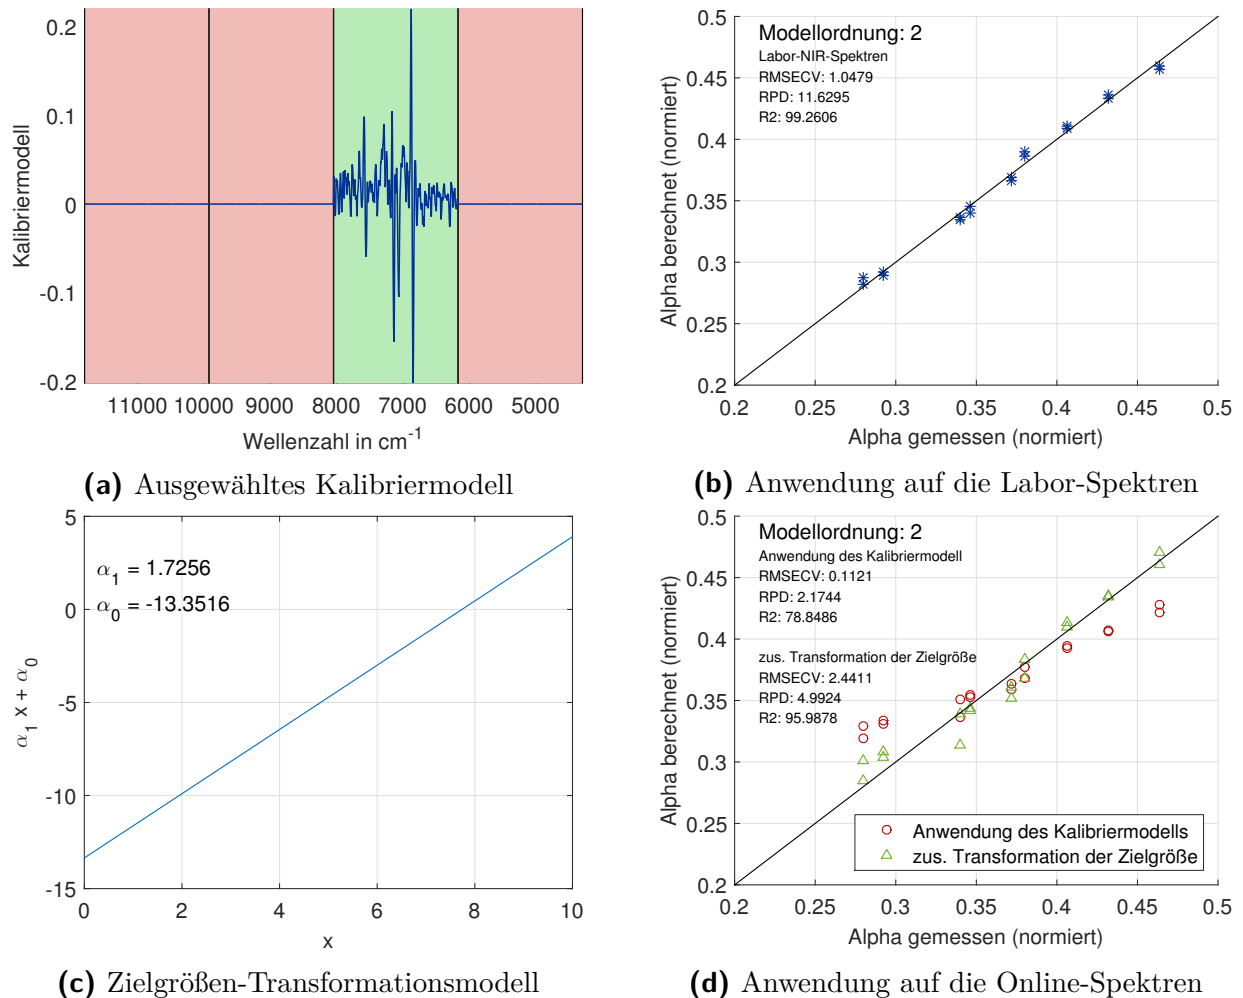 0.2
0.1
0
-0.1
-0.2
Kalibriermodell
11000 10000 9000 8000 7000 6000 5000
Wellenzahl in cm-1
(a) Ausgewähltes Kalibriermodell
0.5
0.45
0.4
0.35
0.3
0.25
0.2
Alpha berechnet (normiert)
Modellordnung: 2
Labor-NIR-Spektren
RMSECV: 1.0479
RPD: 11.6295
R2: 99.2606
0.2 0.25 0.3 0.35 0.4 0.45 0.5
Alpha gemessen (normiert)
(b) Anwendung auf die Labor-Spektren
5
0
-5
-10
-15
α1 x + α0
α1 = 1.7256
α0 = -13.3516
0 2 4 6 8 10
x
(c) Zielgrößen-Transformationsmodell
0.5
0.45
0.4
0.35
0.3
0.25
0.2
Alpha berechnet (normiert)
Modellordnung: 2
Anwendung des Kalibriermodell
RMSECV: 0.1121
RPD: 2.1744
R2: 78.8486
zus. Transformation der Zielgröße
RMSECV: 2.4411
RPD: 4.9924
R2: 95.9878
Anwendung des Kalibriermodells
zus. Transformation der Zielgröße
0.2 0.25 0.3 0.35 0.4 0.45 0.5
Alpha gemessen (normiert)
(d) Anwendung auf die Online-Spektren